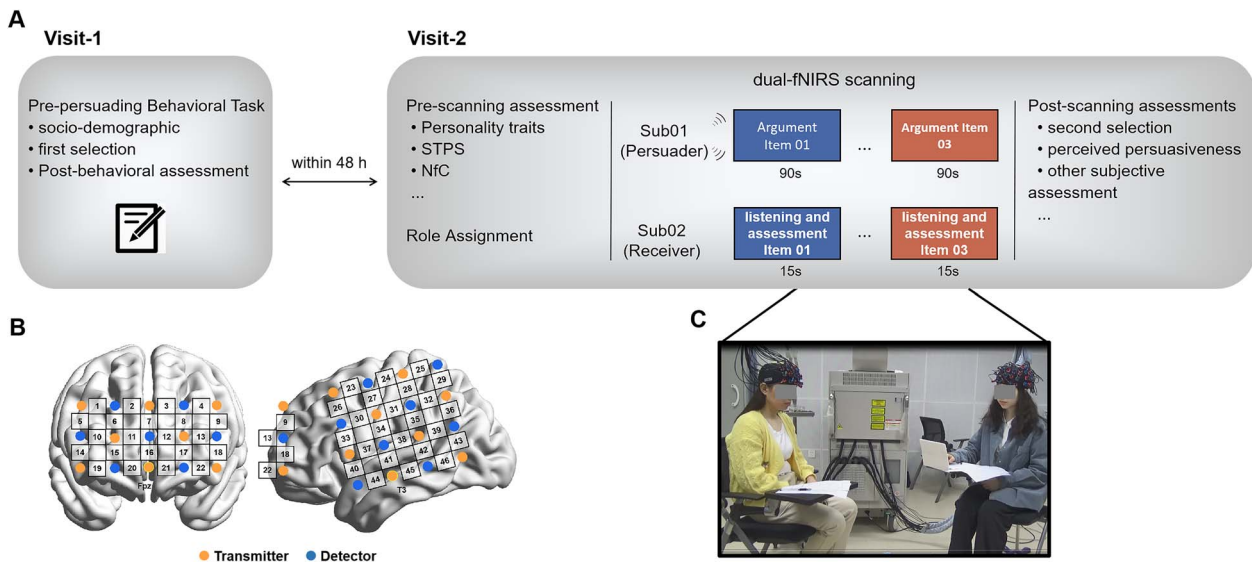 A
Visit-1
Pre-persuading Behavioral Task
• socio-demographic
• first selection
• Post-behavioral assessment
within 48 h
Visit-2
dual-fNIRS scanning
Pre-scanning assessment
• Personality traits
• STPS
• NfC
...
Role Assignment
Sub01
(Persuader)
Argument
Item 01
90s
...
Argument Item
03
90s
Sub02
(Receiver)
listening and
assessment
Item 01
15s
...
listening and
assessment
Item 03
15s
Post-scanning assessments
• second selection
• perceived persuasiveness
• other subjective
assessment
...
B
1 2 3 4
5 6 7 8 9
10 11 12 13
14 15 16 17 18
19 20 21 22
Fpz
9
13
18
22
23 24 25
26 27 28 29
30 31 32
33 34 35 36
37 38 39
40 41 42 43
44 45 46
T3
Transmitter
Detector
C